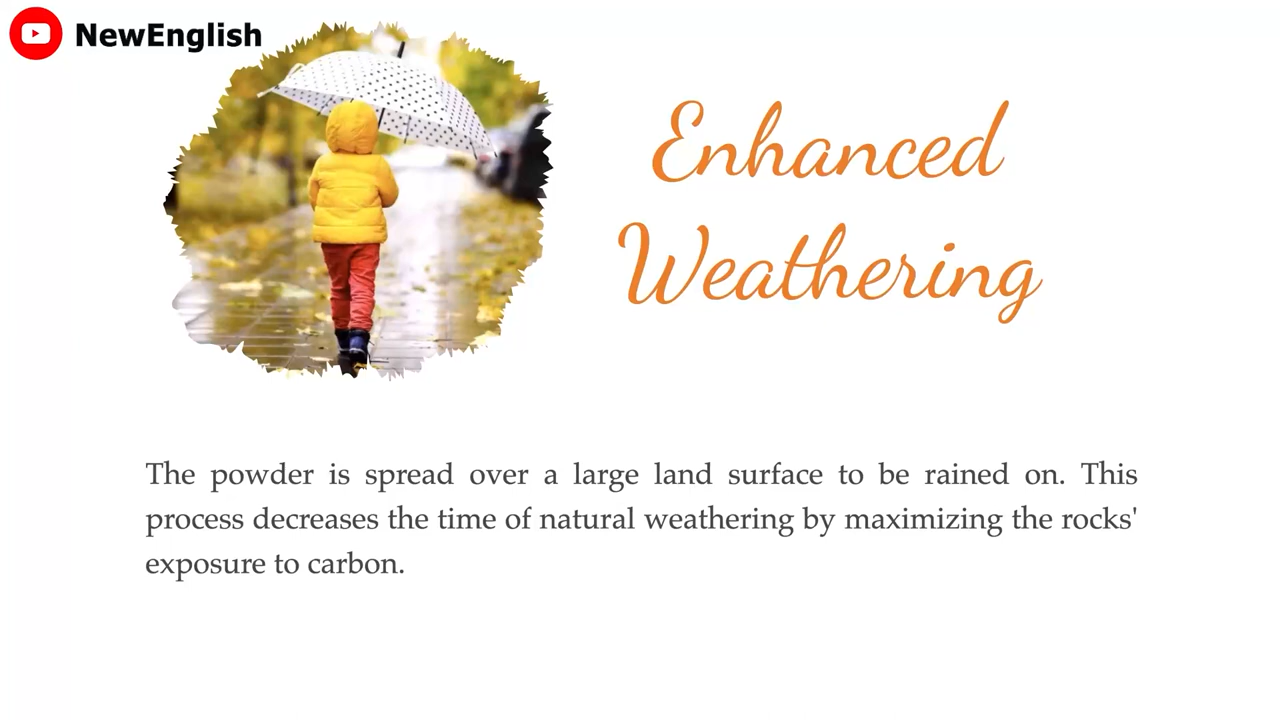 NewEnglish
Enhanced
Weathering
The powder is spread over a large land surface to be rained on. This
process decreases the time of natural weathering by maximizing the rocks'
exposure to carbon.